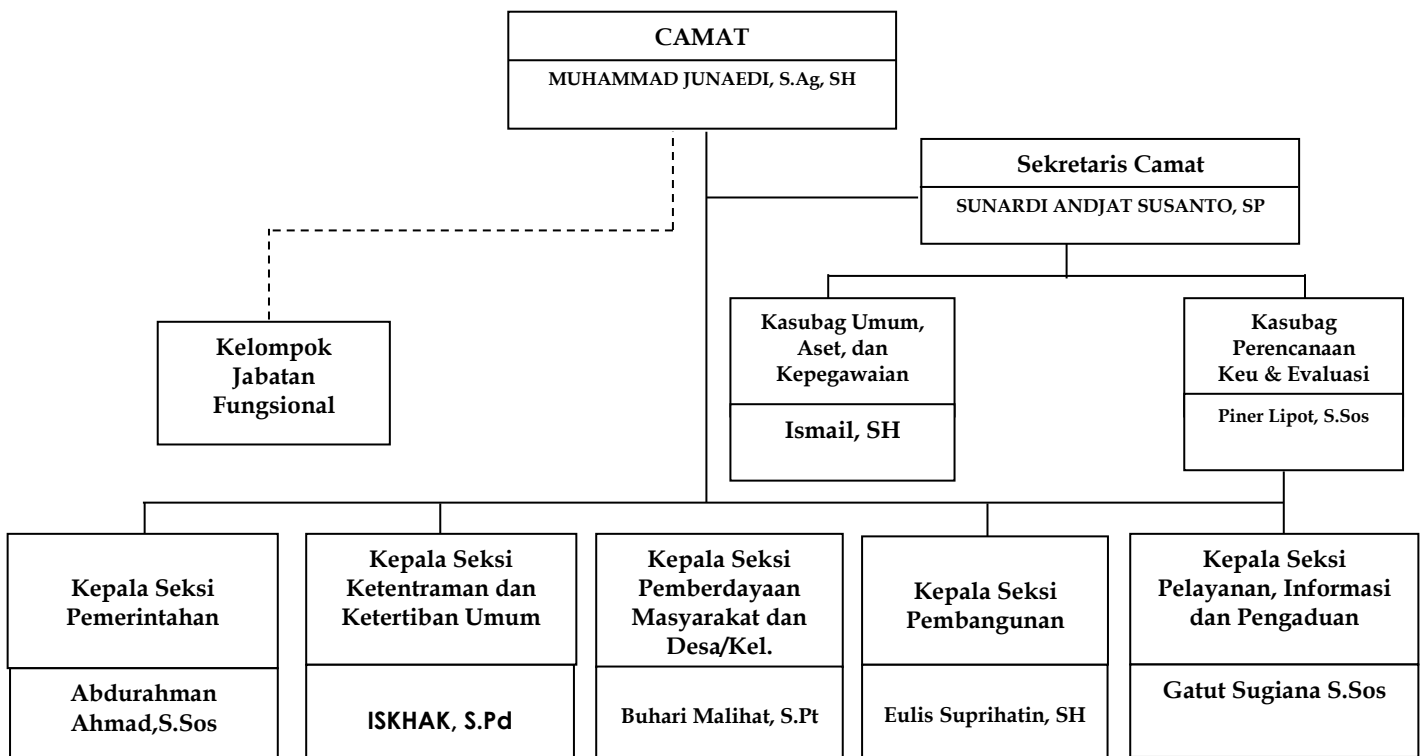 CAMAT
MUHAMMAD JUNAEDI, S.Ag, SH
Sekretaris Camat
SUNARDI ANDJAT SUSANTO, SP
Kelompok
Jabatan
Fungsional
Kasubag Umum,
Aset, dan
Kepegawaian
Ismail, SH
Kasubag
Perencanaan
Keu & Evaluasi
Piner Lipot, S.Sos
Kepala Seksi
Pemerintahan
Abdurahman
Ahmad,S.Sos
Kepala Seksi
Ketentraman dan
Ketertiban Umum
ISKHAK, S.Pd
Kepala Seksi
Pemberdayaan
Masyarakat dan
Desa/Kel.
Buhari Malihat, S.Pt
Kepala Seksi
Pembangunan
Eulis Suprihatin, SH
Kepala Seksi
Pelayanan, Informasi
dan Pengaduan
Gatut Sugiana S.Sos